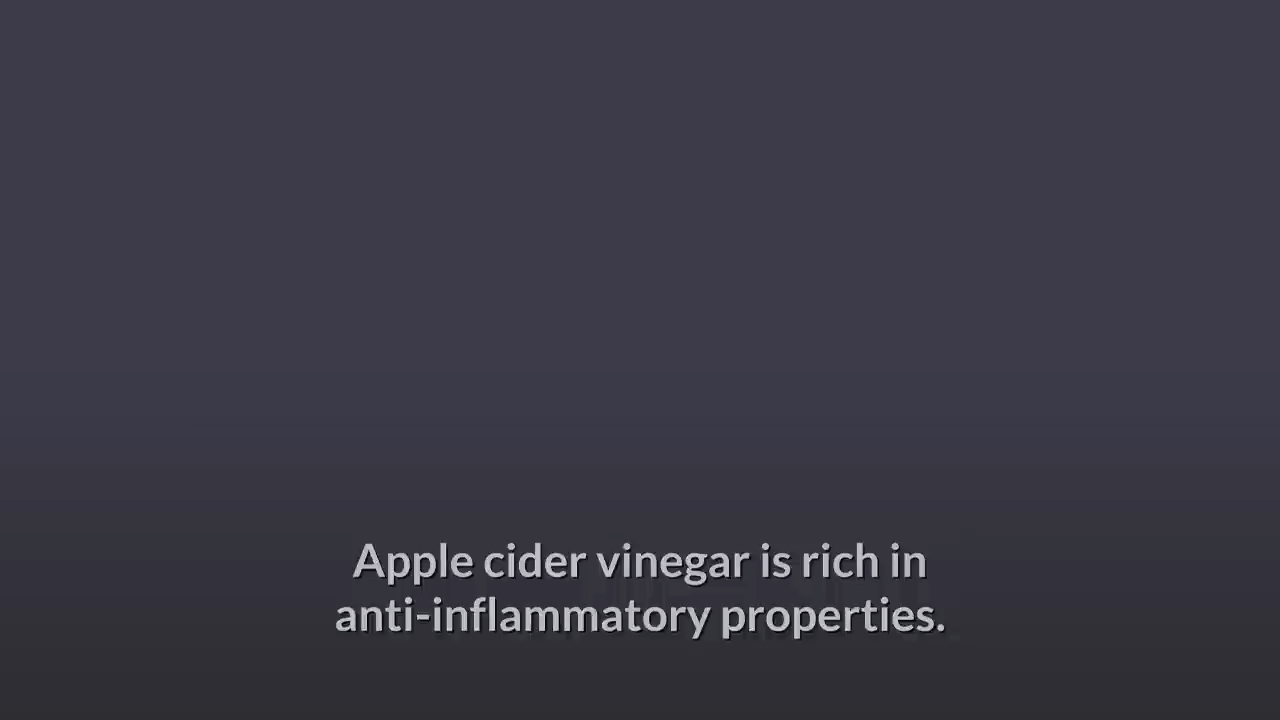 Apple cider vinegar is rich in
anti-inflammatory properties.